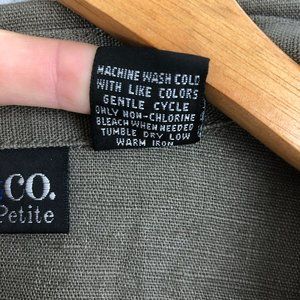 MACHINE WASH COLD
WITH LIKE COLORS
GENTLE CYCLE
ONLY NON-CHLORINE
BLEACH WHEN NEEDED
TUMBLE DRY LOW
WARM IRON
.co.
Petite